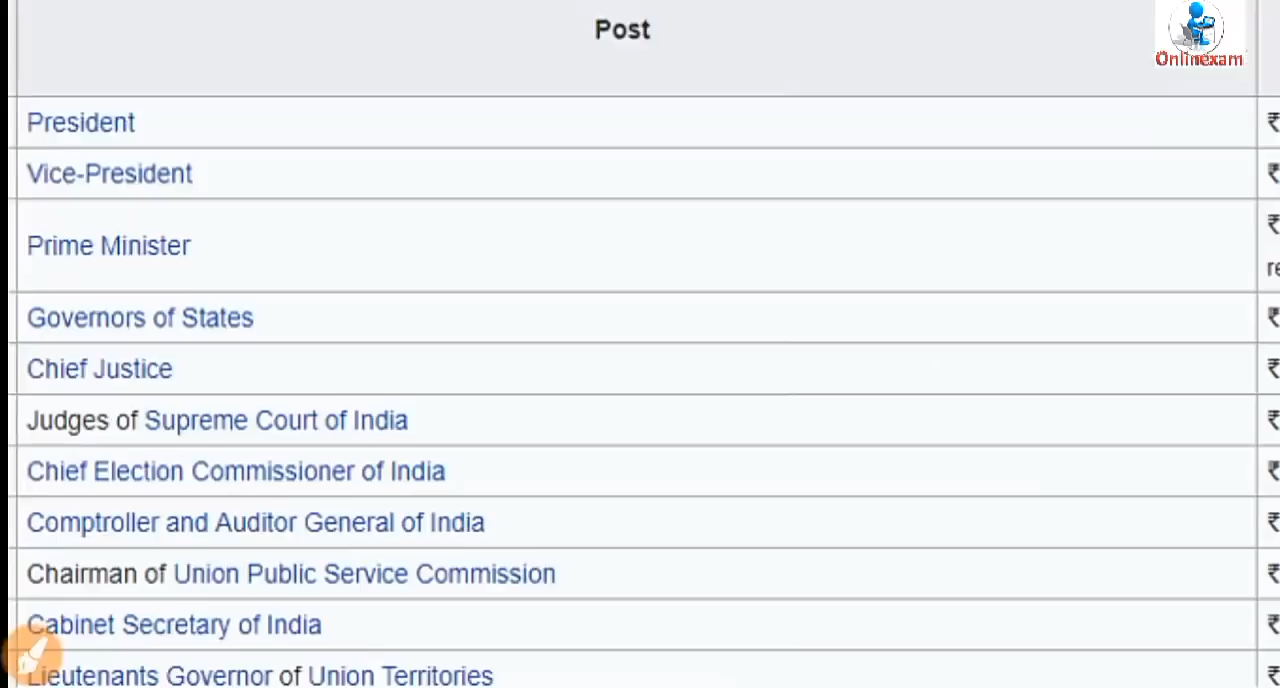 Post
Onlinexam
President
₹
Vice-President
₹
Prime Minister
₹
re
Governors of States
₹
Chief Justice
₹
Judges of Supreme Court of India
₹
Chief Election Commissioner of India
₹
Comptroller and Auditor General of India
₹
Chairman of Union Public Service Commission
₹
Cabinet Secretary of India
₹
Lieutenants Governor of Union Territories
₹